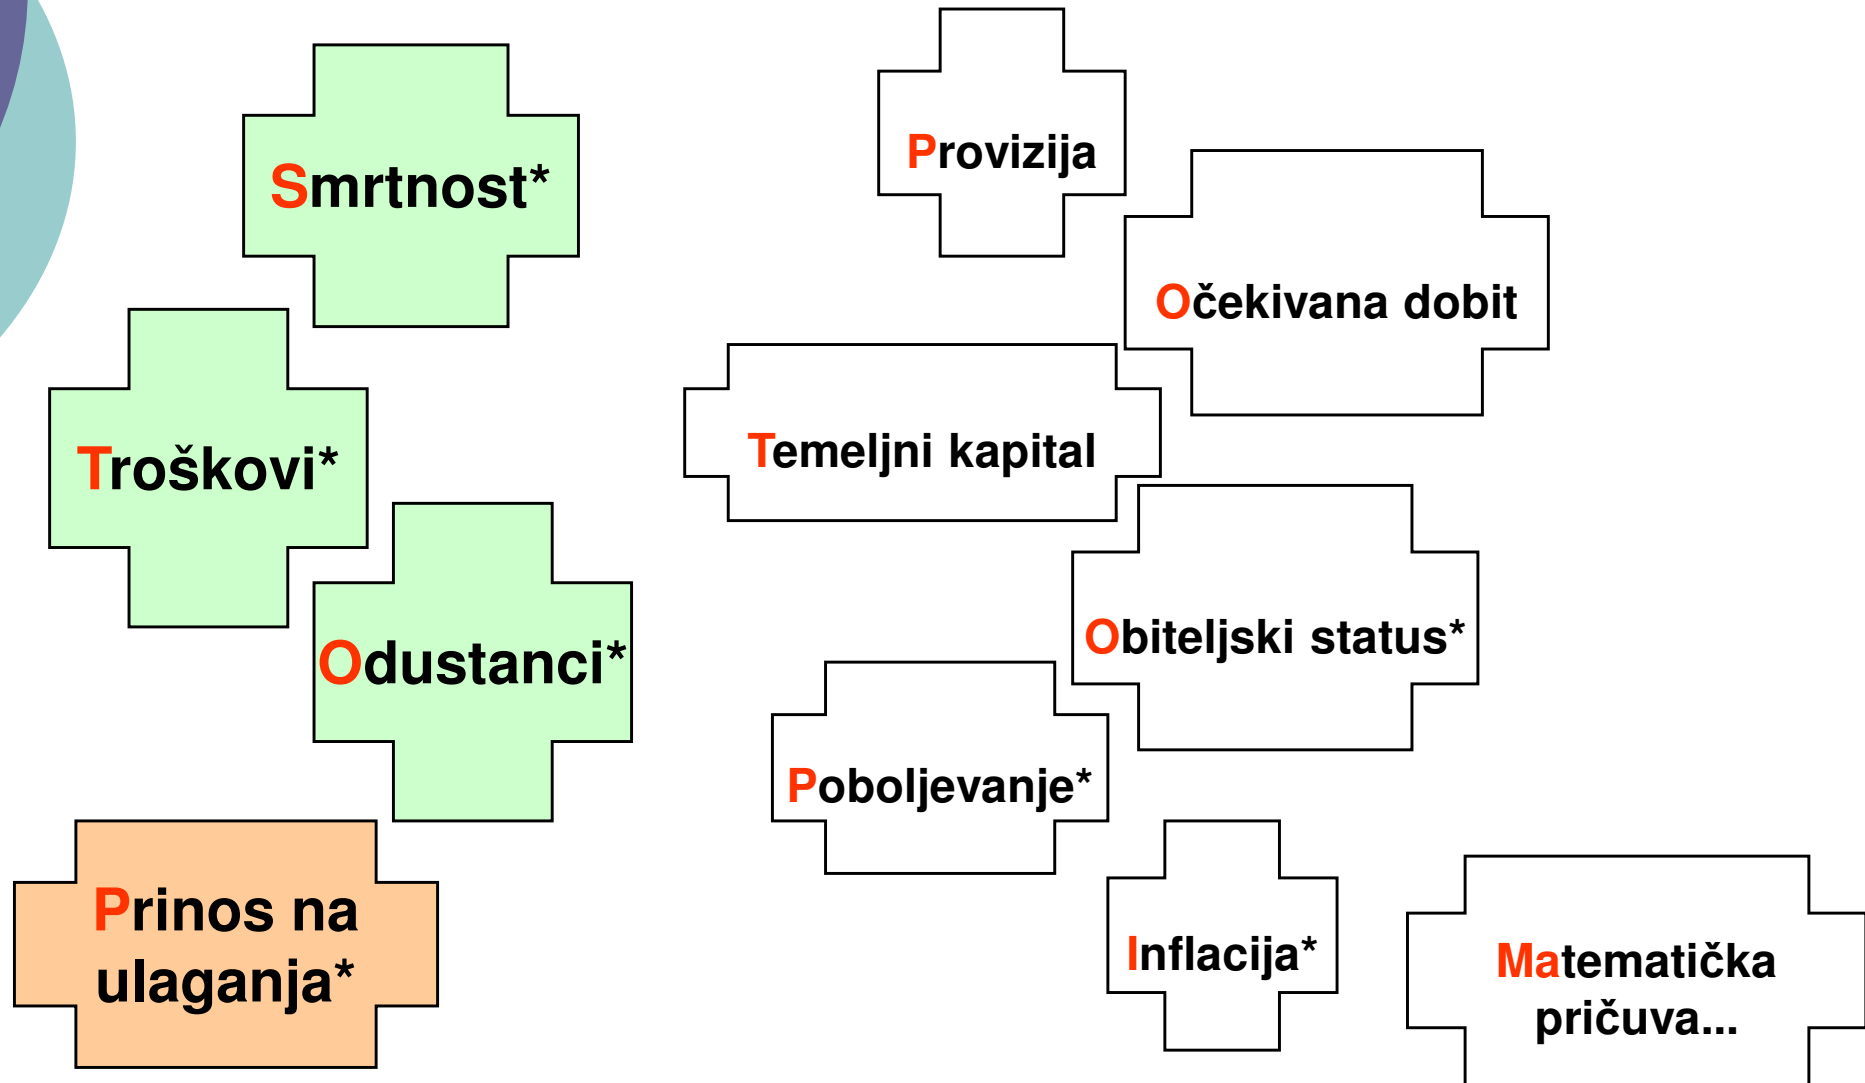 Smrtnost*
Troškovi*
Odustanci*
Prinos na
ulaganja*
Provizija
Očekivana dobit
Temeljni kapital
Obiteljski status*
Poboljevanje*
Inflacija*
Matematička
pričuva...